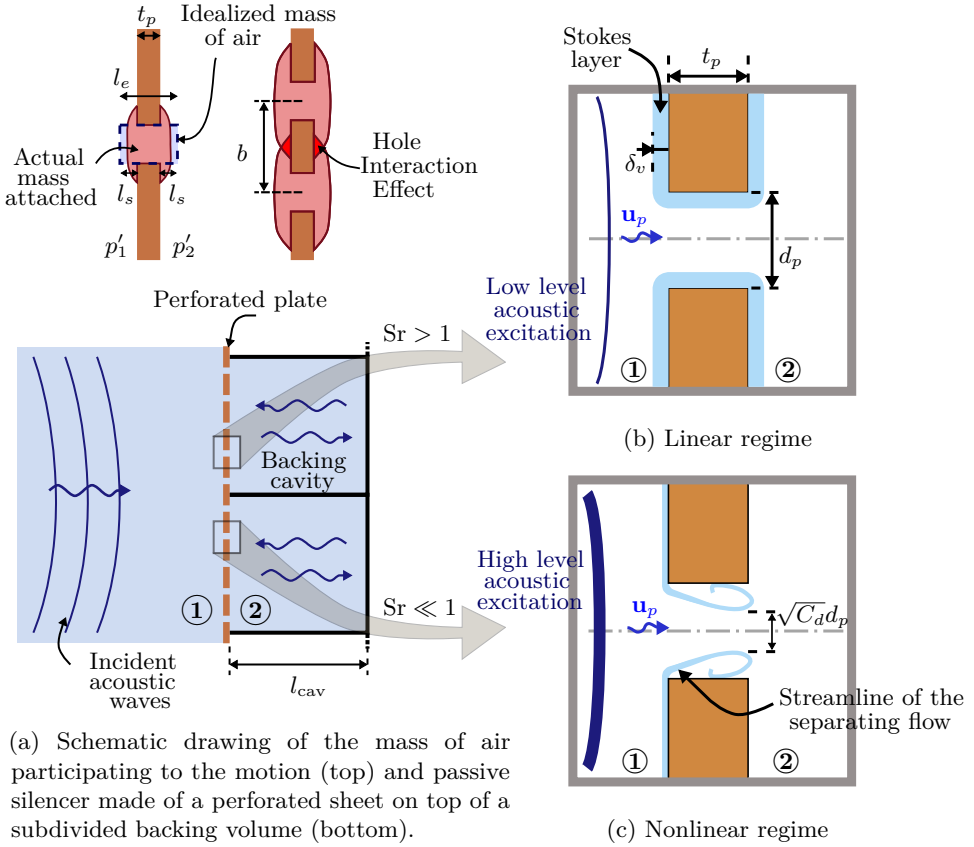 t_p
Idealized mass
of air
l_e
Actual
mass
attached
l_s
l_s
p'_1
p'_2
b
Hole
Interaction
Effect
Perforated plate
Sr > 1
Backing
cavity
Sr ≪ 1
① ②
Incident
acoustic
waves
l_cav
(a) Schematic drawing of the mass of air
participating to the motion (top) and passive
silencer made of a perforated sheet on top of a
subdivided backing volume (bottom).
Stokes
layer
t_p
δ_v
u_p
d_p
Low level
acoustic
excitation
① ②
(b) Linear regime
High level
acoustic
excitation
u_p
√C_d d_p
Streamline of the
separating flow
① ②
(c) Nonlinear regime